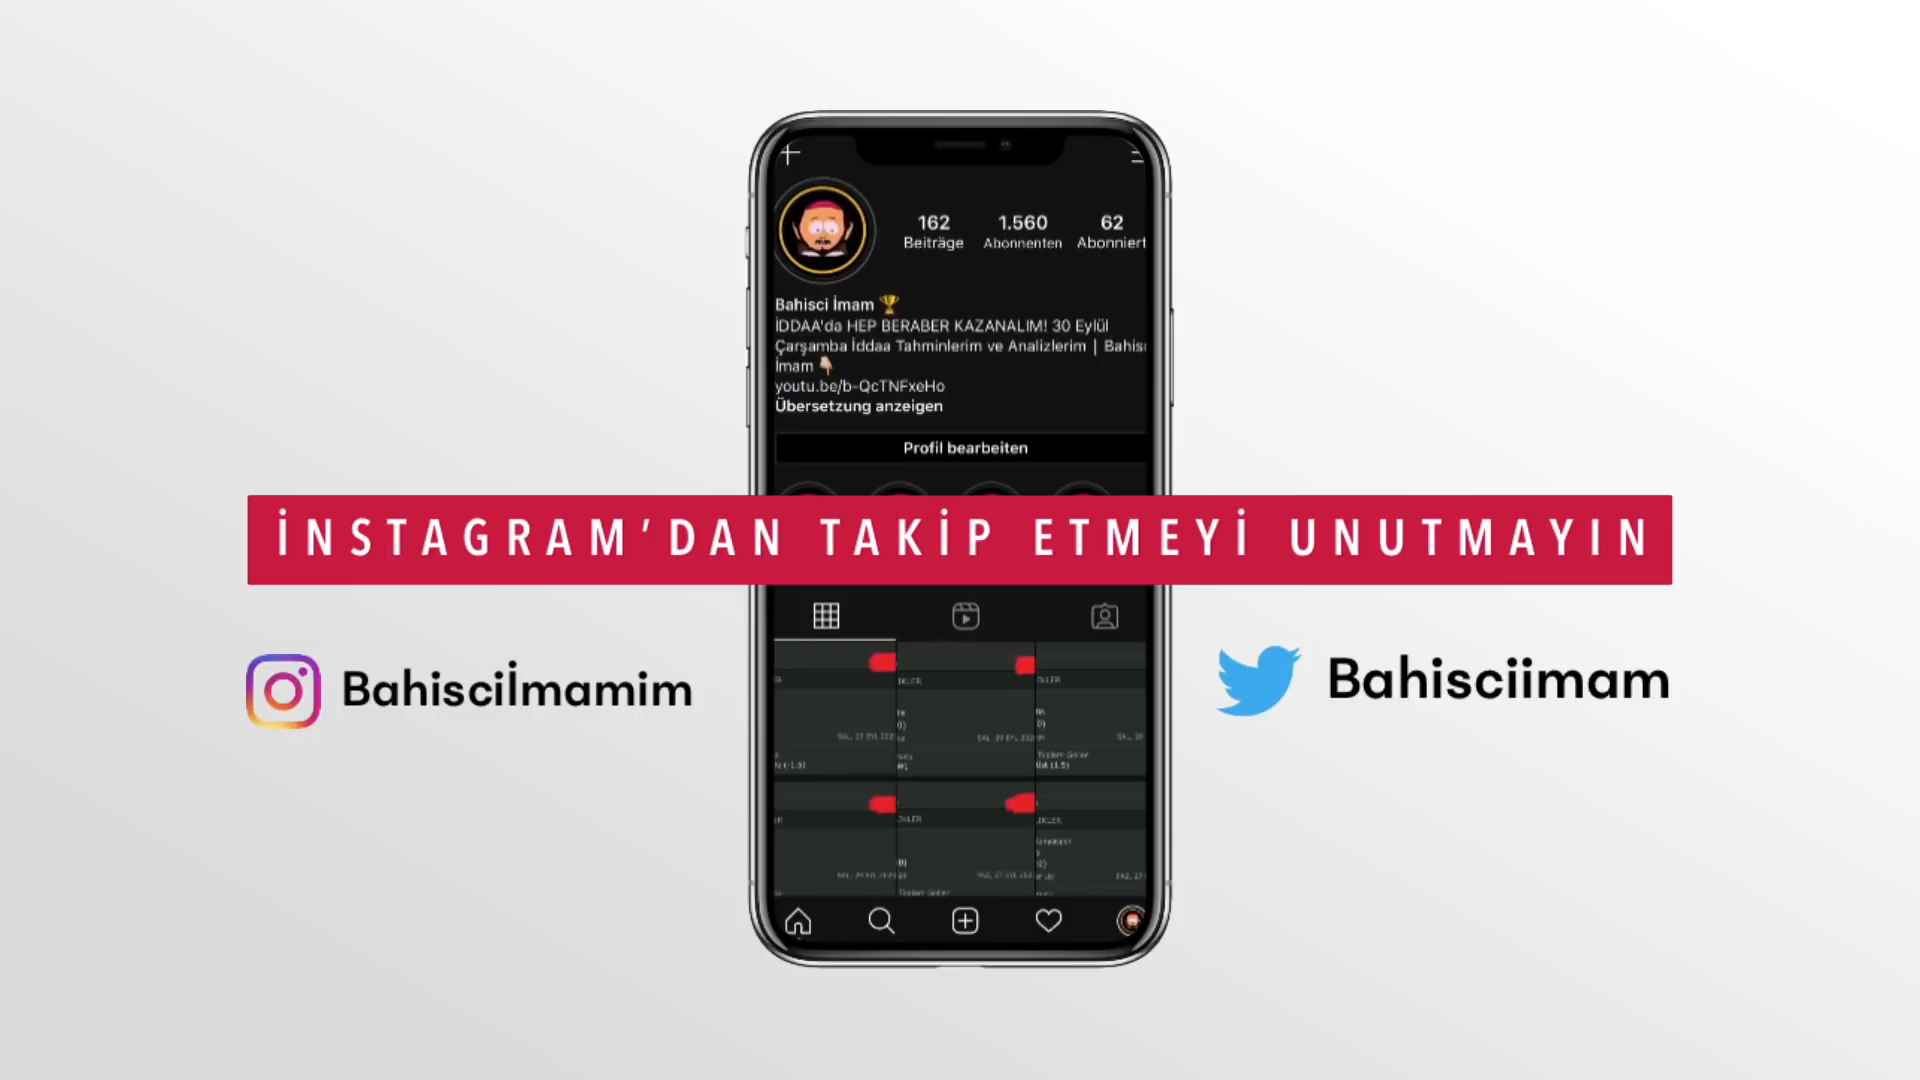 162 1.560 62
Beiträge Abonnenten Abonniert
Bahisci İmam
İDDAA'da HEP BERABER KAZANALIM! 30 Eylül
Çarşamba İddaa Tahminlerim ve Analizlerim | Bahisc
İmam
youtu.be/b-QcTNFxeHo
Übersetzung anzeigen
Profil bearbeiten
İNSTAGRAM'DAN TAKİP ETMEYİ UNUTMAYIN
Bahisciİmamim
Bahisciimam